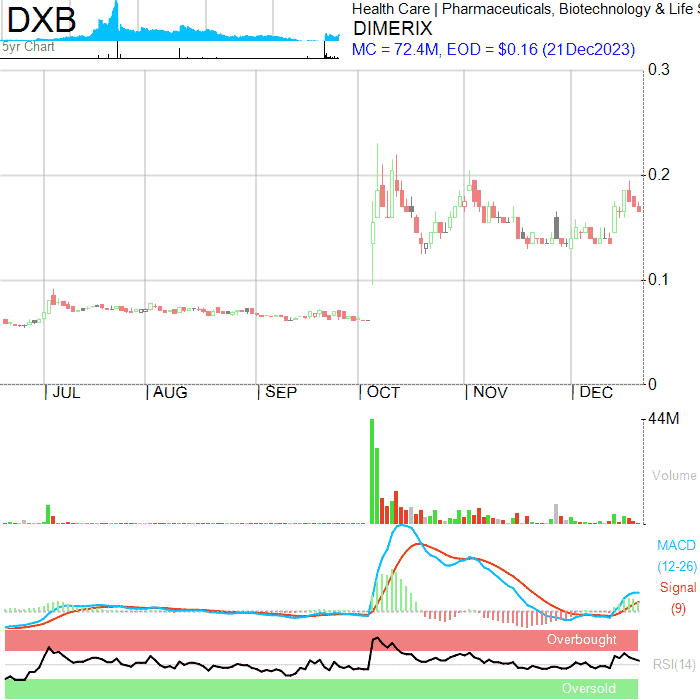 DXB
5yr Chart
Health Care | Pharmaceuticals, Biotechnology & Life
DIMERIX
MC = 72.4M, EOD = $0.16 (21Dec2023)
0.3
0.2
0.1
0
| JUL | AUG | SEP | OCT | NOV | DEC
44M
Volume
MACD
(12-26)
Signal
(9)
Overbought
RSI(14)
Oversold